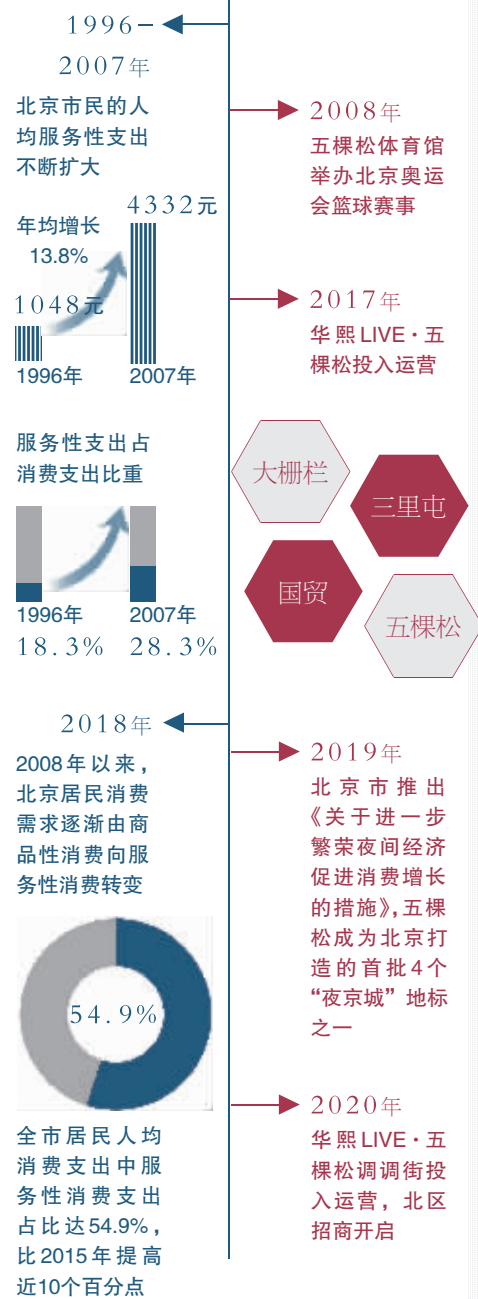 1996—
2007年
北京市民的人
均服务性支出
不断扩大
4332元
年均增长
13.8%
1048元
1996年
2007年
服务性支出占
消费支出比重
1996年
2007年
18.3%
28.3%
2018年
2008年以来，
北京居民消费
需求逐渐由商
品性消费向服
务性消费转变
54.9%
全市居民人均
消费支出中服
务性消费支出
占比达54.9%，
比2015年提高
近10个百分点
2008年
五棵松体育馆
举办北京奥运
会篮球赛事
2017年
华熙LIVE·五
棵松投入运营
大栅栏
三里屯
国贸
五棵松
2019年
北京市推出
《关于进一步
繁荣夜间经济
促进消费增长
的措施》，五棵
松成为北京打
造的首批4个
“夜京城”地标
之一
2020年
华熙LIVE·五
棵松调调街投
入运营，北区
招商开启